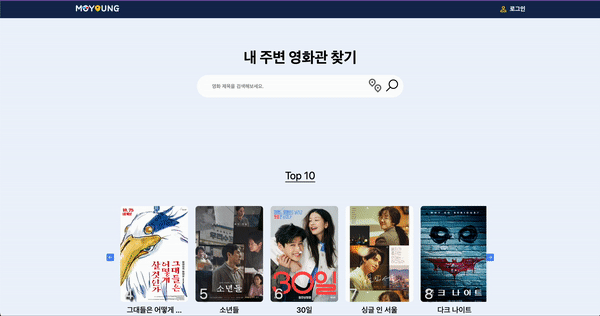 MOYOUNG
로그인
내 주변 영화관 찾기
영화 제목을 검색해보세요.
Top 10
그대들은
어떻게
살것인가
5
소년들
6
30일
7
8
다크 나이트
그대들은 어떻게 ...
소년들
30일
싱글 인 서울
다크 나이트